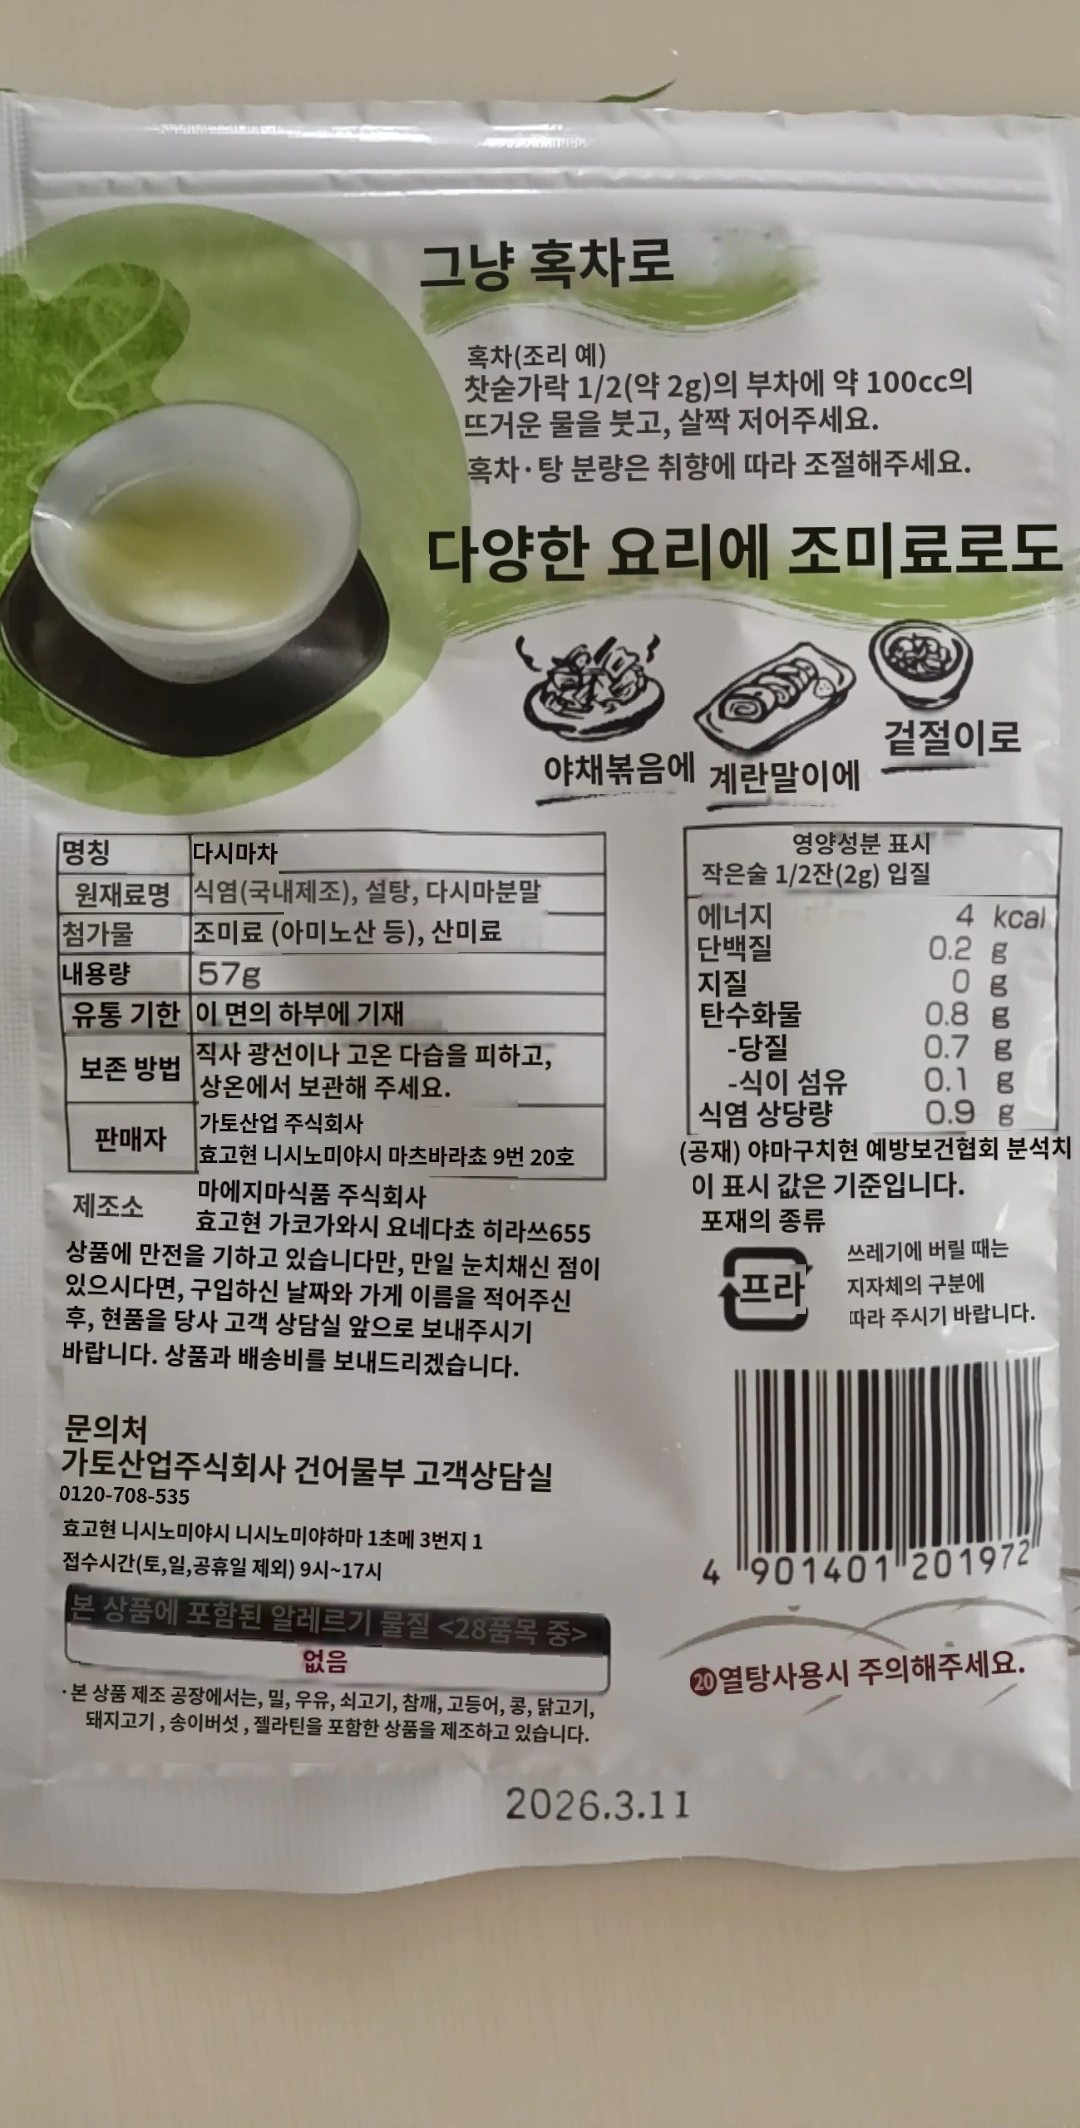 그냥 혹차로
혹차(조리 예)
찻숟가락 1/2(약 2g)의 부차에 약 100cc의
뜨거운 물을 붓고, 살짝 저어주세요.
혹차·탕 분량은 취향에 따라 조절해주세요.
다양한 요리에 조미료로도
야채볶음에
계란말이에
겉절이로
명칭 다시마차
원재료명 식염(국내제조), 설탕, 다시마분말
첨가물 조미료 (아미노산 등), 산미료
내용량 57g
유통 기한 이 면의 하부에 기재
보존 방법 직사 광선이나 고온 다습을 피하고,
상온에서 보관해 주세요.
판매자 가토산업 주식회사
효고현 니시노미야시 마츠바라쵸 9번 20호
제조소 마에지마식품 주식회사
효고현 가코가와시 요네다쵸 히라쓰655
상품에 만전을 기하고 있습니다만, 만일 눈치채신 점이
있으시다면, 구입하신 날짜와 가게 이름을 적어주신
후, 현품을 당사 고객 상담실 앞으로 보내주시기
바랍니다. 상품과 배송비를 보내드리겠습니다.
문의처
가토산업주식회사 건어물부 고객상담실
0120-708-535
효고현 니시노미야시 니시노미야하마 1초메 3번지 1
접수시간(토,일,공휴일 제외) 9시~17시
본 상품에 포함된 알레르기 물질 <28품목 중>
없음
·본 상품 제조 공장에서는, 밀, 우유, 쇠고기, 참깨, 고등어, 콩, 닭고기,
돼지고기 , 송이버섯 , 젤라틴을 포함한 상품을 제조하고 있습니다.
영양성분 표시
작은술 1/2잔(2g) 입질
에너지 4 kcal
단백질 0.2 g
지질 0 g
탄수화물 0.8 g
-당질 0.7 g
-식이 섬유 0.1 g
식염 상당량 0.9 g
(공재) 야마구치현 예방보건협회 분석치
이 표시 값은 기준입니다.
포재의 종류
프라
쓰레기에 버릴 때는
지자체의 구분에
따라 주시기 바랍니다.
4 901401 201972
⑳열탕사용시 주의해주세요.
2026.3.11